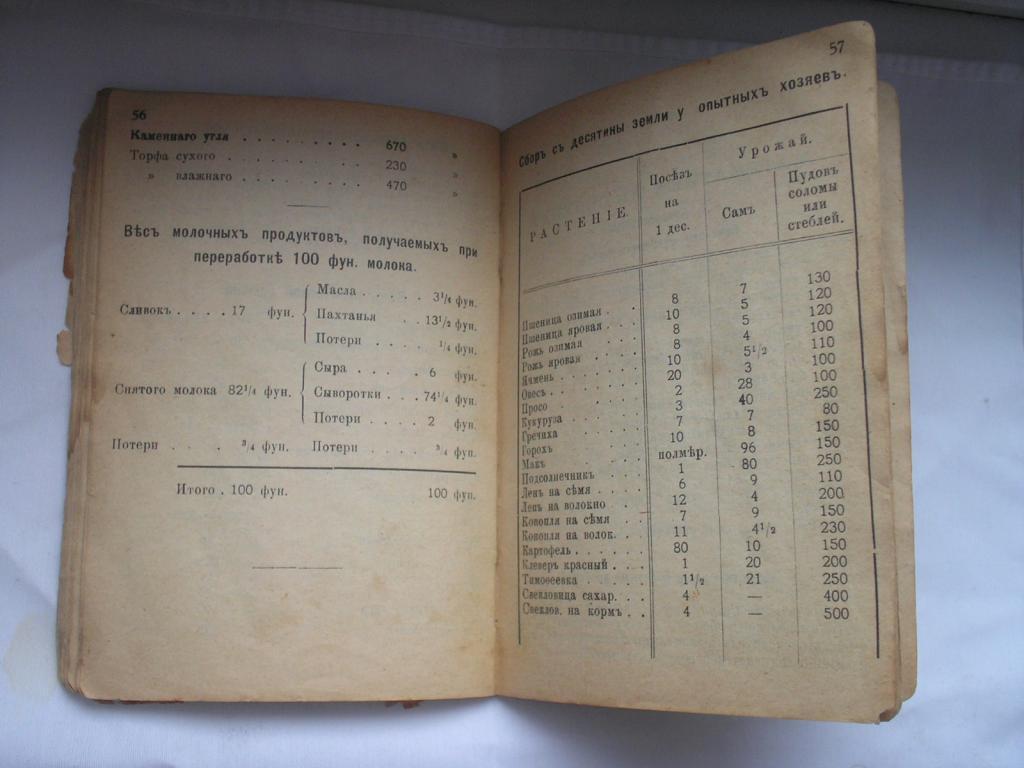 56
Каменнаго угля . . . . . . . . . 670 »
Торфа сухого . . . . . . . . . . 230 »
» влажнаго . . . . . . . . . 470 »
Вѣсъ молочныхъ продуктовъ, получаемыхъ при
переработкѣ 100 фун. молока.
Сливокъ . . . . 17 фун. { Масла . . . . . 3¼ фун.
Пахтанья . . 13½ фун.
Потери . . . . ¼ фун.
Снятого молока 82¼ фун. { Сыра . . . . . 6 фун.
Сыворотки . . . 74¼ фун.
Потери . . . . 2 фун.
Потери . . . . ¾ фун. Потери . . . . ¾ фун.
Итого . 100 фун. 100 фун.
57
Сборъ съ десятины земли у опытныхъ хозяевъ.
РАСТЕНІЕ. Посѣвъ на 1 дес. Урожай.
Самъ Пудовъ соломы или стеблей.
Пшеница озимая . . 8 7 130
Пшеница яровая . . . 10 5 120
Рожь озимая . . . . 8 5 120
Рожь яровая . . . . 8 4 100
Ячмень . . . . . . 10 5½ 110
Овесъ . . . . . . 20 3 100
Просо . . . . . . 2 28 100
Кукуруза . . . . . 3 40 250
Гречиха . . . . . 7 7 80
Горохъ . . . . . . 10 8 150
Макъ . . . . . . полмѣр. 96 150
Подсолнечникъ . . . 1 80 250
Ленъ на сѣмя . . . . 6 9 110
Ленъ на волокно . . 12 4 200
Конопля на сѣмя . . 7 9 150
Конопля на волок. . . 11 4½ 230
Картофель . . . . . . 80 10 150
Клеверъ красный . . . 1 20 200
Тимофеевка . . . . . 1½ 21 250
Свекловица сахар. . . 4 — 400
Свеклов. на кормъ . . 4 — 500